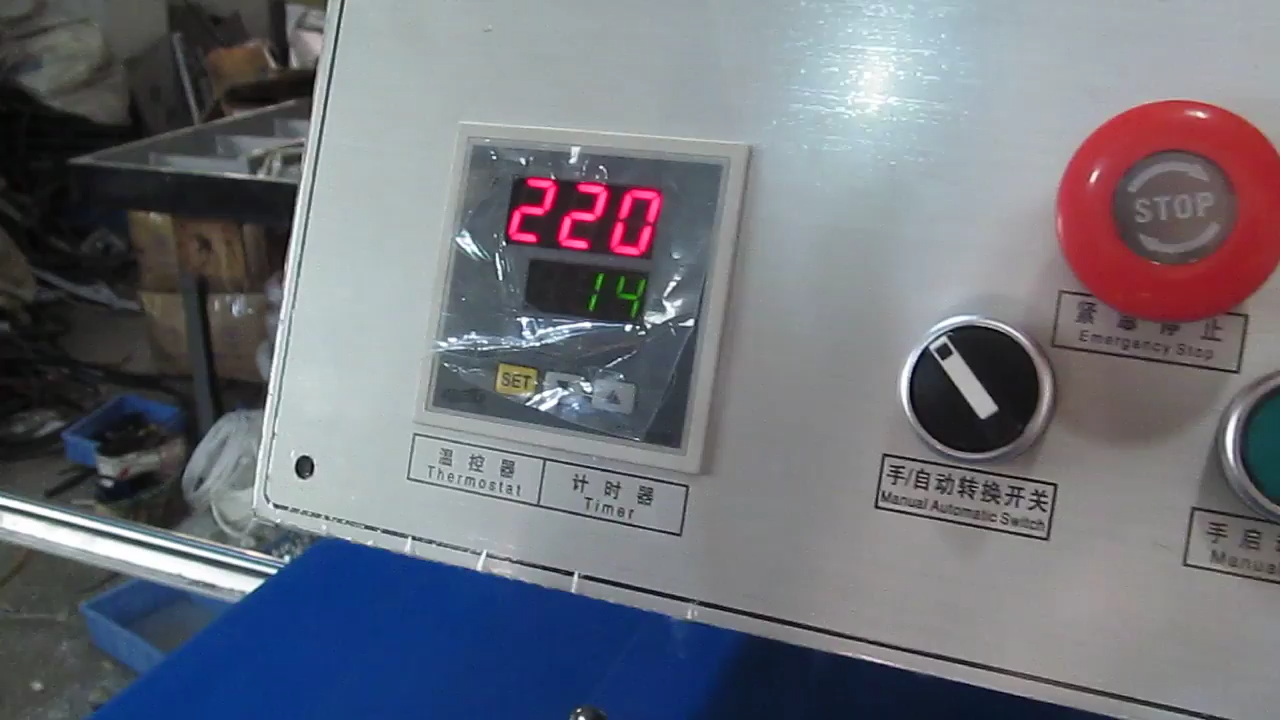 220
14
SET
温控器
Thermostat
计时器
Timer
STOP
紧急停止
Emergency Stop
手/自动转换开关
Manual Automatic Switch
手启
Manual